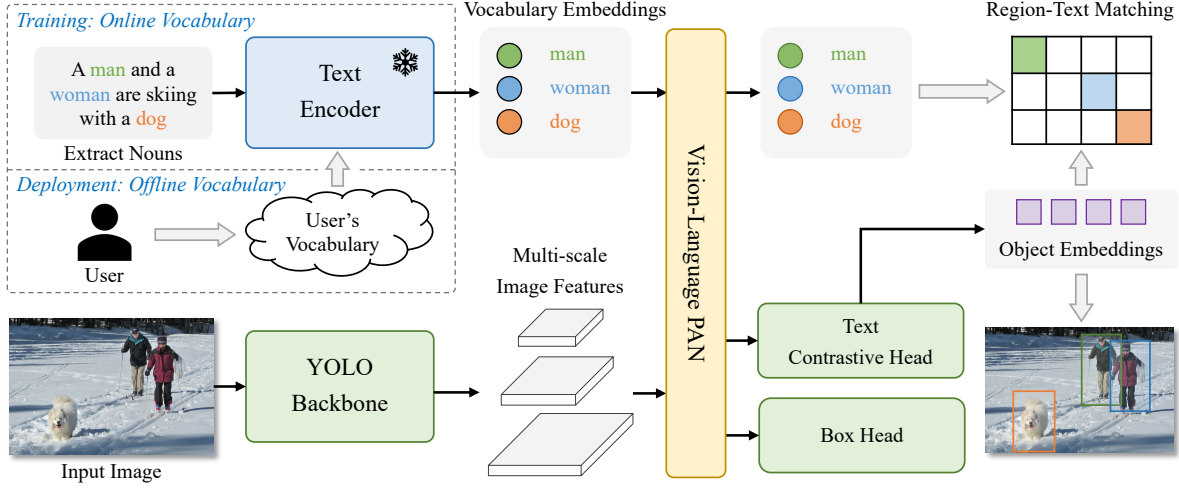 Training: Online Vocabulary
A man and a
woman are skiing
with a dog
Extract Nouns
Text
Encoder
Vocabulary Embeddings
man
woman
dog
Vision-Language PAN
man
woman
dog
Region-Text Matching
Deployment: Offline Vocabulary
User
User's
Vocabulary
Multi-scale
Image Features
Object Embeddings
Input Image
YOLO
Backbone
Text
Contrastive Head
Box Head